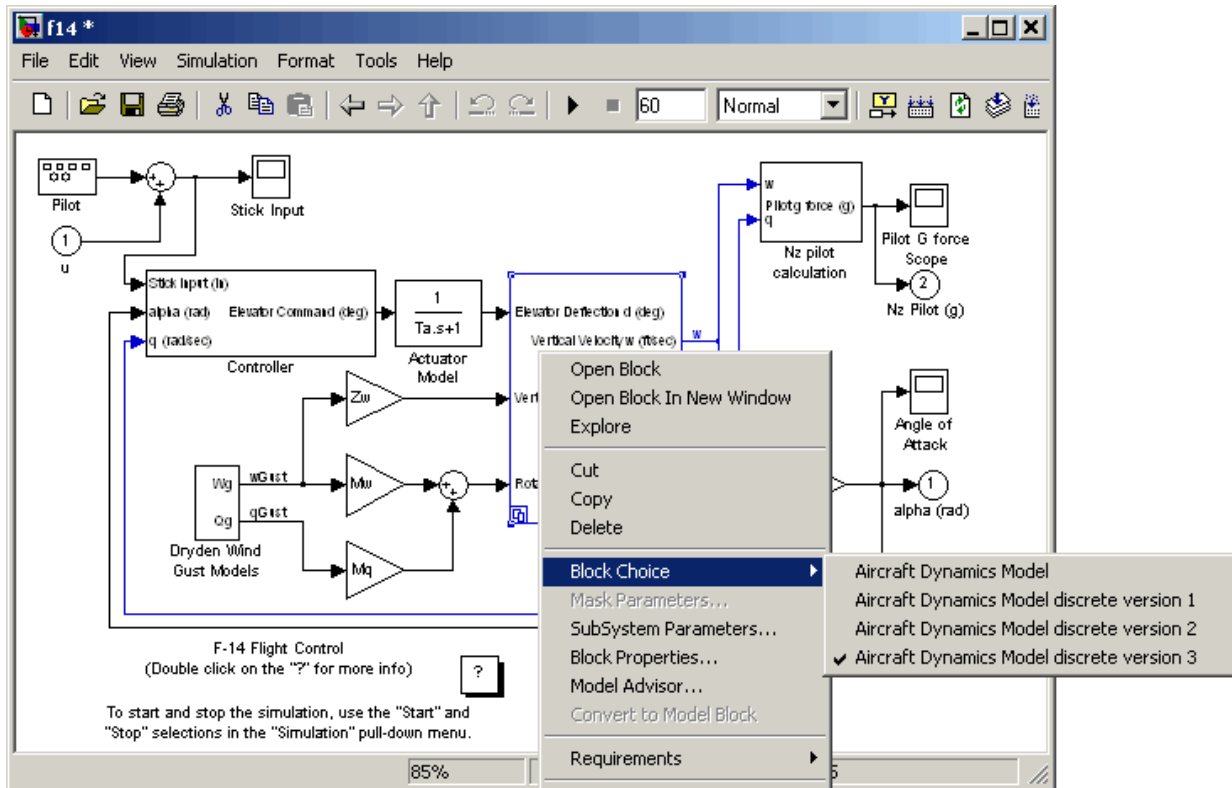 f14 *
File Edit View Simulation Format Tools Help
60 Normal
Pilot
Stick Input
1
u
w
Pilot g force (g)
q
Nz pilot
calculation
Pilot G force
Scope
2
Nz Pilot (g)
Stick Input (in)
alpha (rad) Elevator Command (deg)
q (rad/sec)
Controller
1
Ta.s+1
Actuator
Model
Elevator Deflection d (deg)
Vertical Velocity w (ft/sec)
w
Zw
Vert
Mw
Rota
Mq
Wg wGust
Qg qGust
Dryden Wind
Gust Models
Angle of
Attack
1
alpha (rad)
F-14 Flight Control
(Double click on the "?" for more info)
?
To start and stop the simulation, use the "Start" and
"Stop" selections in the "Simulation" pull-down menu.
Open Block
Open Block In New Window
Explore
Cut
Copy
Delete
Block Choice
Mask Parameters...
SubSystem Parameters...
Block Properties...
Model Advisor...
Convert to Model Block
Requirements
Aircraft Dynamics Model
Aircraft Dynamics Model discrete version 1
Aircraft Dynamics Model discrete version 2
Aircraft Dynamics Model discrete version 3
85%